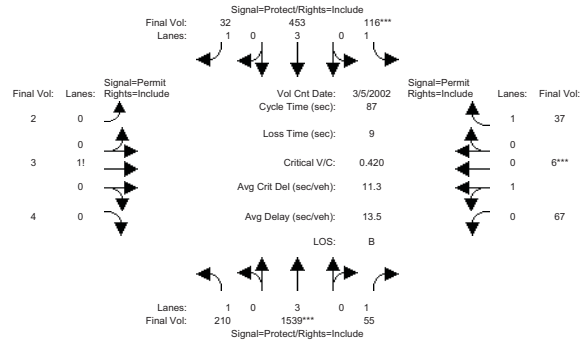 Signal=Protect/Rights=Include
Final Vol: 32 453 116***
Lanes: 1 0 3 0 1
Signal=Permit Signal=Permit
Final Vol: Lanes: Rights=Include Vol Cnt Date: 3/5/2002 Rights=Include Lanes: Final Vol:
Cycle Time (sec): 87
2 0 1 37
Loss Time (sec): 9
0 0
3 1! Critical V/C: 0.420 0 6***
0 Avg Crit Del (sec/veh): 11.3 1
4 0 Avg Delay (sec/veh): 13.5 0 67
LOS: B
Lanes: 1 0 3 0 1
Final Vol: 210 1539*** 55
Signal=Protect/Rights=Include